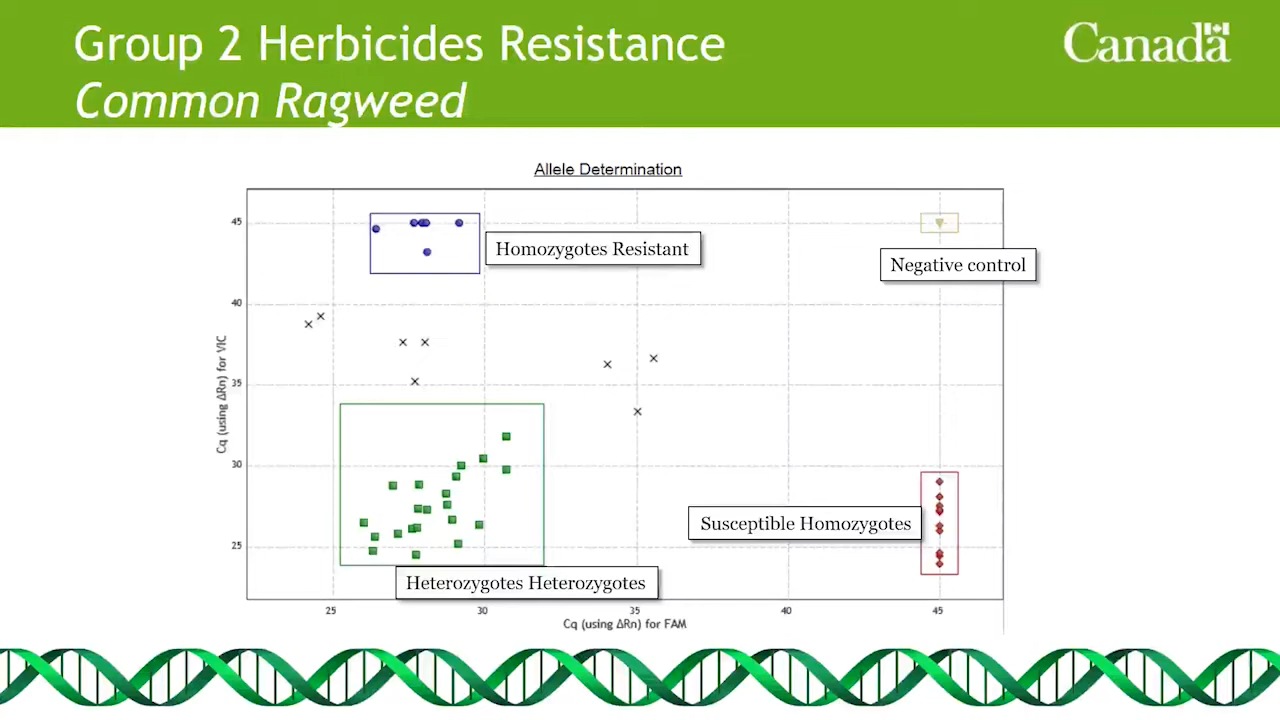 Group 2 Herbicides Resistance
Common Ragweed
Canada
Allele Determination
45
40
35
30
25
Cq (using ΔRn) for VIC
Homozygotes Resistant
Negative control
Susceptible Homozygotes
Heterozygotes Heterozygotes
25
30
35
40
45
Cq (using ΔRn) for FAM